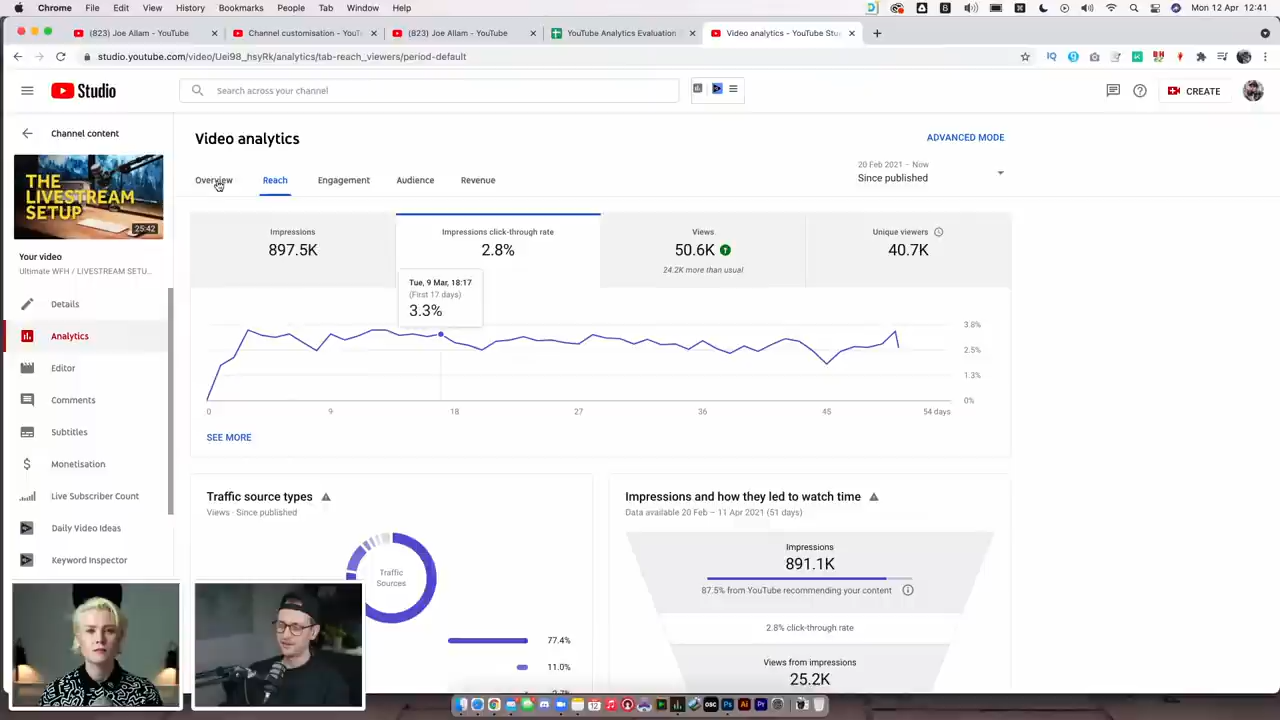 Chrome File Edit View History Bookmarks People Tab Window Help Mon 12 Apr 12:41
(823) Joe Allam - YouTube
Channel customisation - YouT
(823) Joe Allam - YouTube
YouTube Analytics Evaluation
Video analytics - YouTube Stu
studio.youtube.com/video/Uei98_hsyRk/analytics/tab-reach_viewers/period-default
Studio
Search across your channel
CREATE
Channel content
THE
LIVESTREAM
SETUP
25:42
Your video
Ultimate WFH / LIVESTREAM SETU...
Details
Analytics
Editor
Comments
Subtitles
Monetisation
Live Subscriber Count
Daily Video Ideas
Keyword Inspector
Video analytics
ADVANCED MODE
Overview Reach Engagement Audience Revenue
20 Feb 2021 – Now
Since published
Impressions
897.5K
Impressions click-through rate
2.8%
Views
50.6K
24.2K more than usual
Unique viewers
40.7K
Tue, 9 Mar, 18:17
(First 17 days)
3.3%
3.8%
2.5%
1.3%
0%
0 9 18 27 36 45 54 days
SEE MORE
Traffic source types
Views · Since published
Traffic
Sources
77.4%
11.0%
Impressions and how they led to watch time
Data available 20 Feb – 11 Apr 2021 (51 days)
Impressions
891.1K
87.5% from YouTube recommending your content
2.8% click-through rate
Views from impressions
25.2K